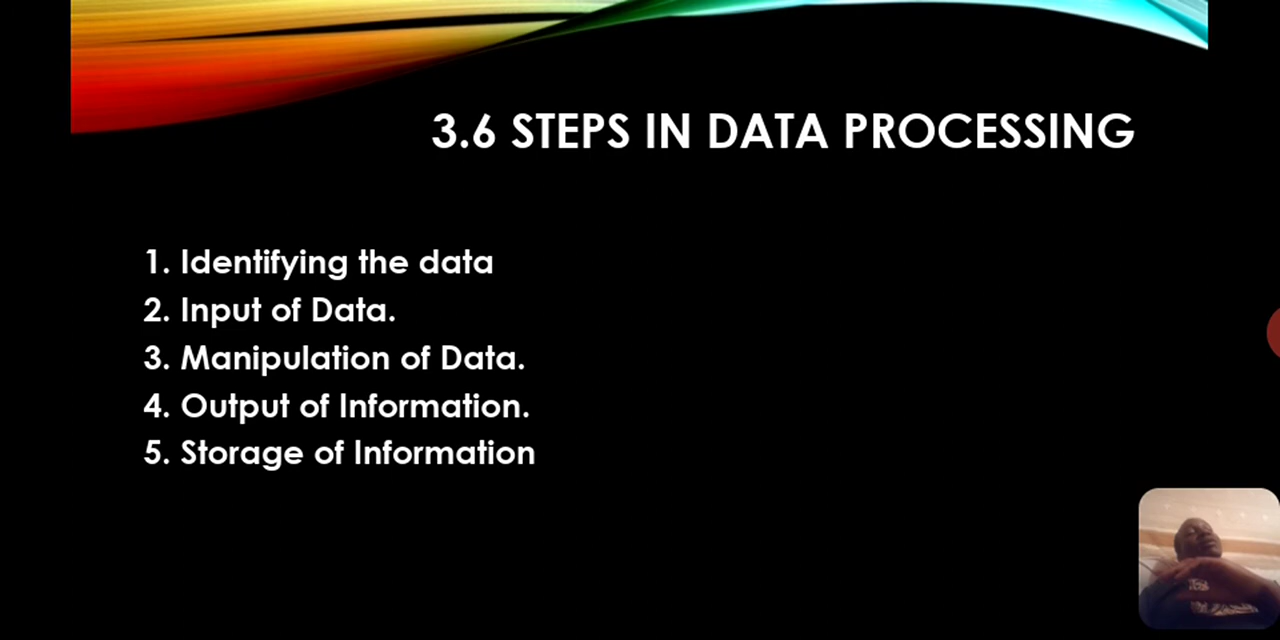 3.6 STEPS IN DATA PROCESSING
1. Identifying the data
2. Input of Data.
3. Manipulation of Data.
4. Output of Information.
5. Storage of Information